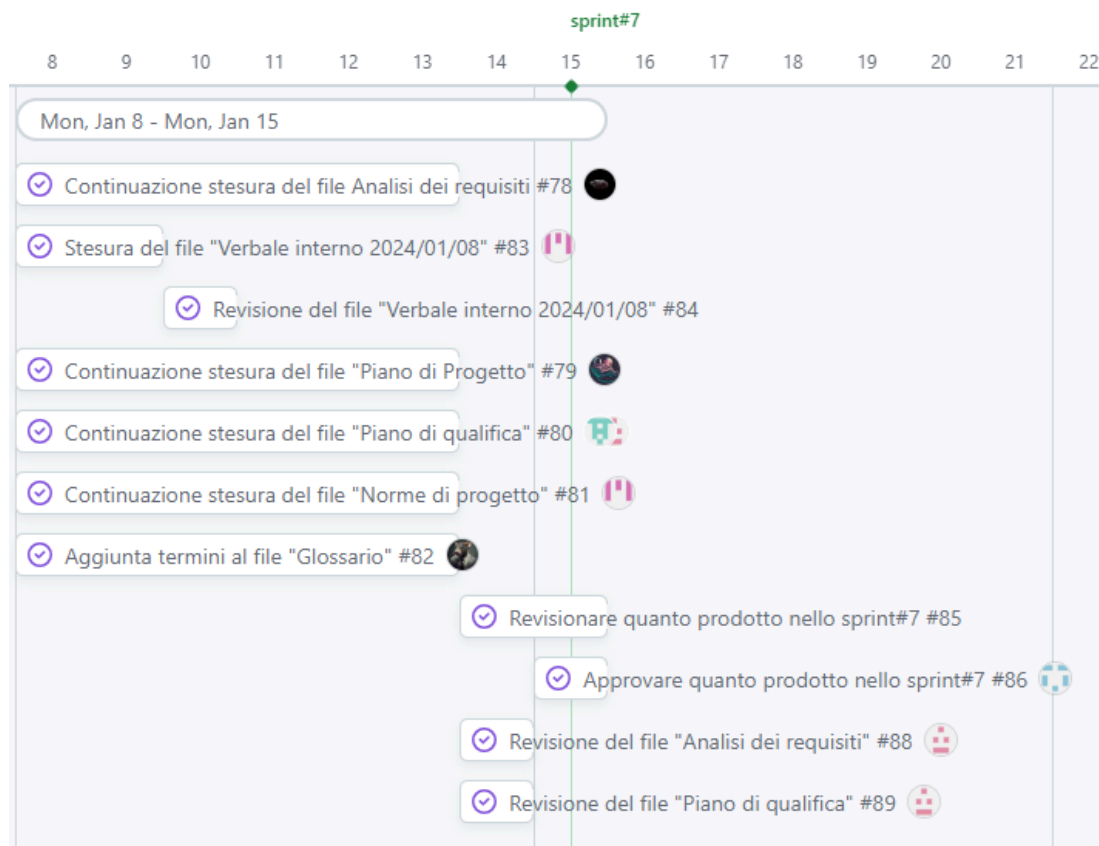 sprint#7
8 9 10 11 12 13 14 15 16 17 18 19 20 21 22
Mon, Jan 8 - Mon, Jan 15
Continuazione stesura del file Analisi dei requisiti #78
Stesura del file "Verbale interno 2024/01/08" #83
Revisione del file "Verbale interno 2024/01/08" #84
Continuazione stesura del file "Piano di Progetto" #79
Continuazione stesura del file "Piano di qualifica" #80
Continuazione stesura del file "Norme di progetto" #81
Aggiunta termini al file "Glossario" #82
Revisionare quanto prodotto nello sprint#7 #85
Approvare quanto prodotto nello sprint#7 #86
Revisione del file "Analisi dei requisiti" #88
Revisione del file "Piano di qualifica" #89